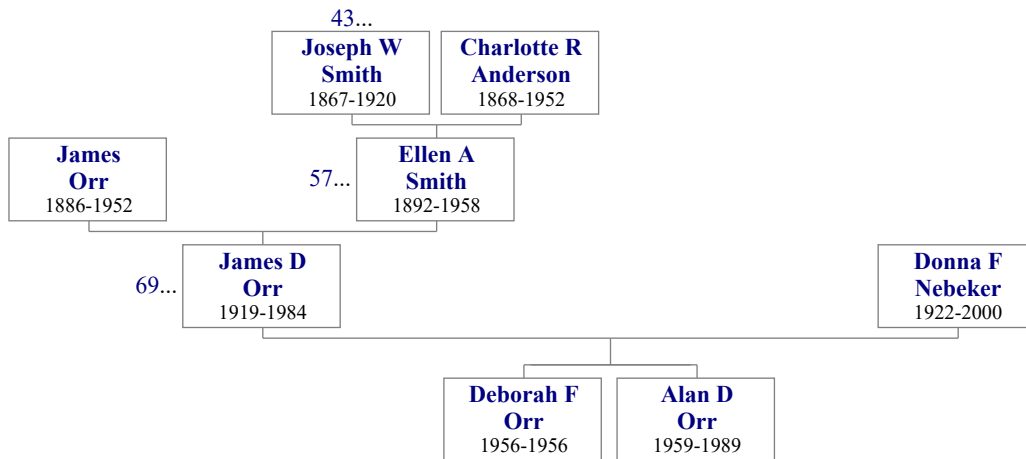 43...
Joseph W
Smith
1867-1920
Charlotte R
Anderson
1868-1952
James
Orr
1886-1952
57...
Ellen A
Smith
1892-1958
69...
James D
Orr
1919-1984
Donna F
Nebeker
1922-2000
Deborah F
Orr
1956-1956
Alan D
Orr
1959-1989